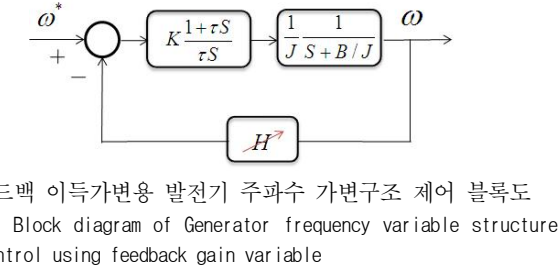 ω*
+
−
K 1+τS / τS
1/J 1/(S+B/J)
ω
H
드백 이득가변용 발전기 주파수 가변구조 제어 블록도
Block diagram of Generator frequency variable structure
ntrol using feedback gain variable